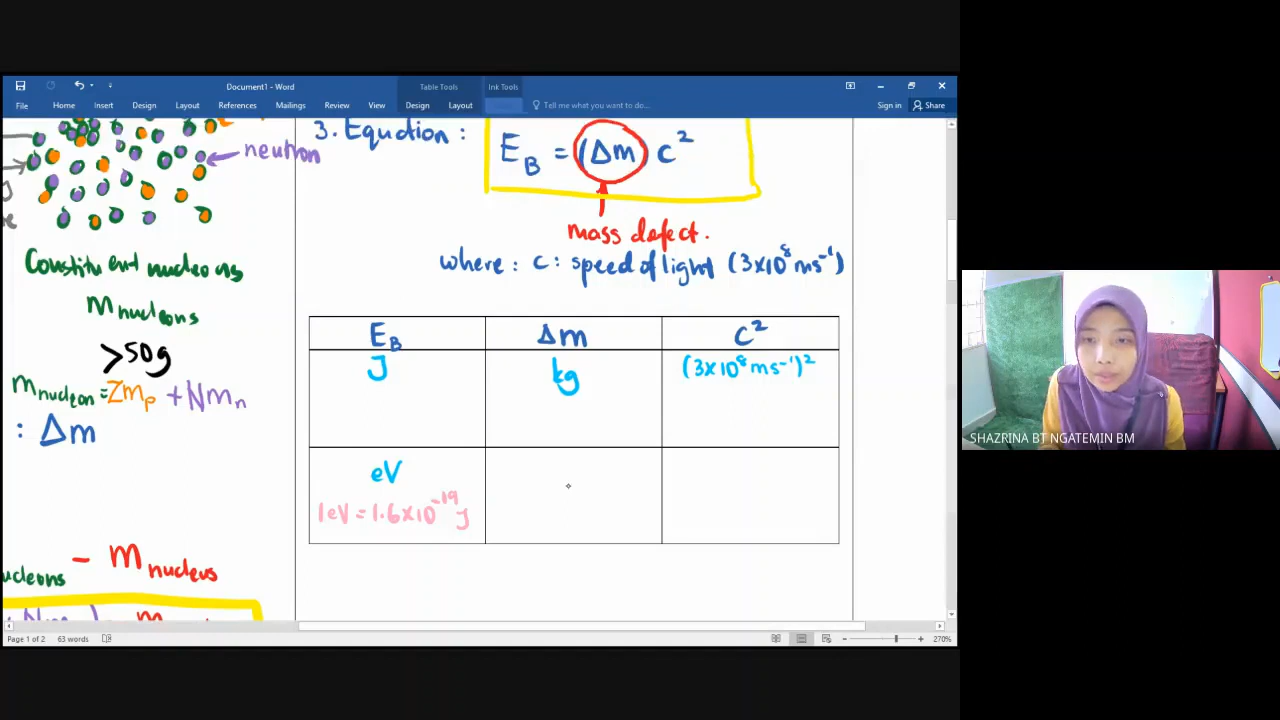 Document1 - Word
Table Tools
Ink Tools
File Home Insert Design Layout References Mailings Review View Design Layout Tell me what you want to do... Sign in Share
neutron
Constituent nucleons
M nucleons
>50g
m nucleon = Zmp + Nmn
: Δm
ucleons - m nucleus
3. Equation :
E_B = (Δm) c²
mass defect.
where : c : speed of light (3x10⁸ ms⁻¹)
E_B Δm c²
J kg (3x10⁸ ms⁻¹)²
eV
1eV = 1.6x10⁻¹⁹ J
Page 1 of 2 63 words 270%
SHAZRINA BT NGATEMIN BM